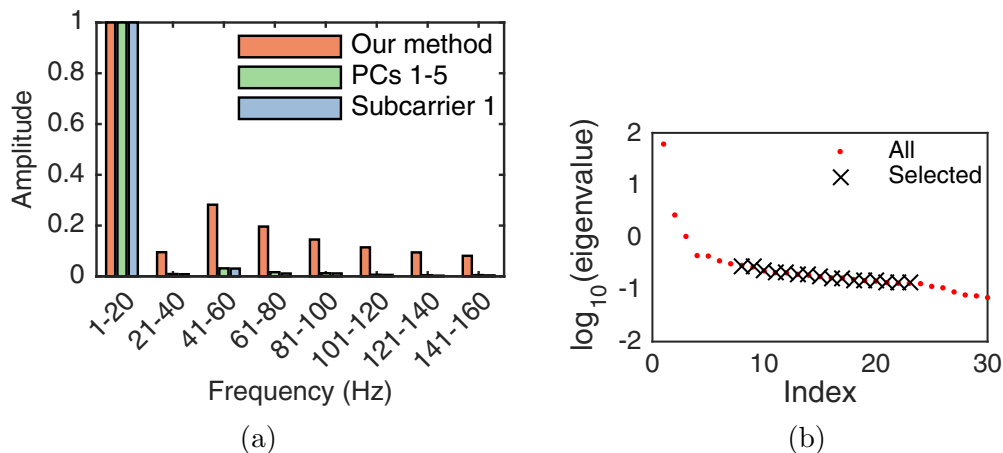 1
0.8
0.6
0.4
0.2
0
Amplitude
Our method
PCs 1-5
Subcarrier 1
1-20
21-40
41-60
61-80
81-100
101-120
121-140
141-160
Frequency (Hz)
(a)
2
1
0
-1
-2
log10(eigenvalue)
All
Selected
0
10
20
30
Index
(b)